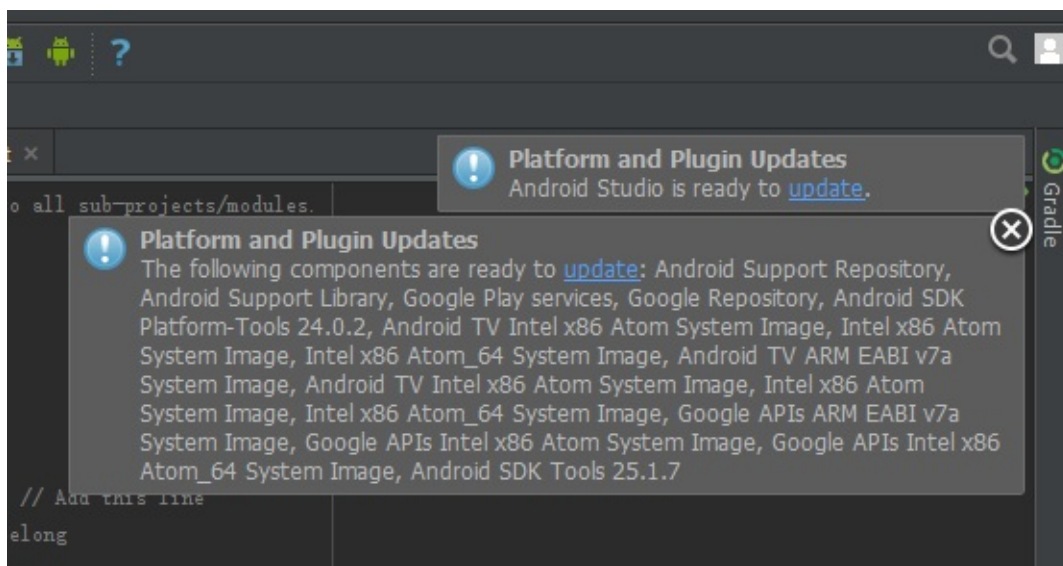 ?
t ×
Platform and Plugin Updates
Android Studio is ready to update.
o all sub-projects/modules.
Gradle
Platform and Plugin Updates
The following components are ready to update: Android Support Repository,
Android Support Library, Google Play services, Google Repository, Android SDK
Platform-Tools 24.0.2, Android TV Intel x86 Atom System Image, Intel x86 Atom
System Image, Intel x86 Atom_64 System Image, Android TV ARM EABI v7a
System Image, Android TV Intel x86 Atom System Image, Intel x86 Atom
System Image, Intel x86 Atom_64 System Image, Google APIs ARM EABI v7a
System Image, Google APIs Intel x86 Atom System Image, Google APIs Intel x86
Atom_64 System Image, Android SDK Tools 25.1.7
// Add this line
elong